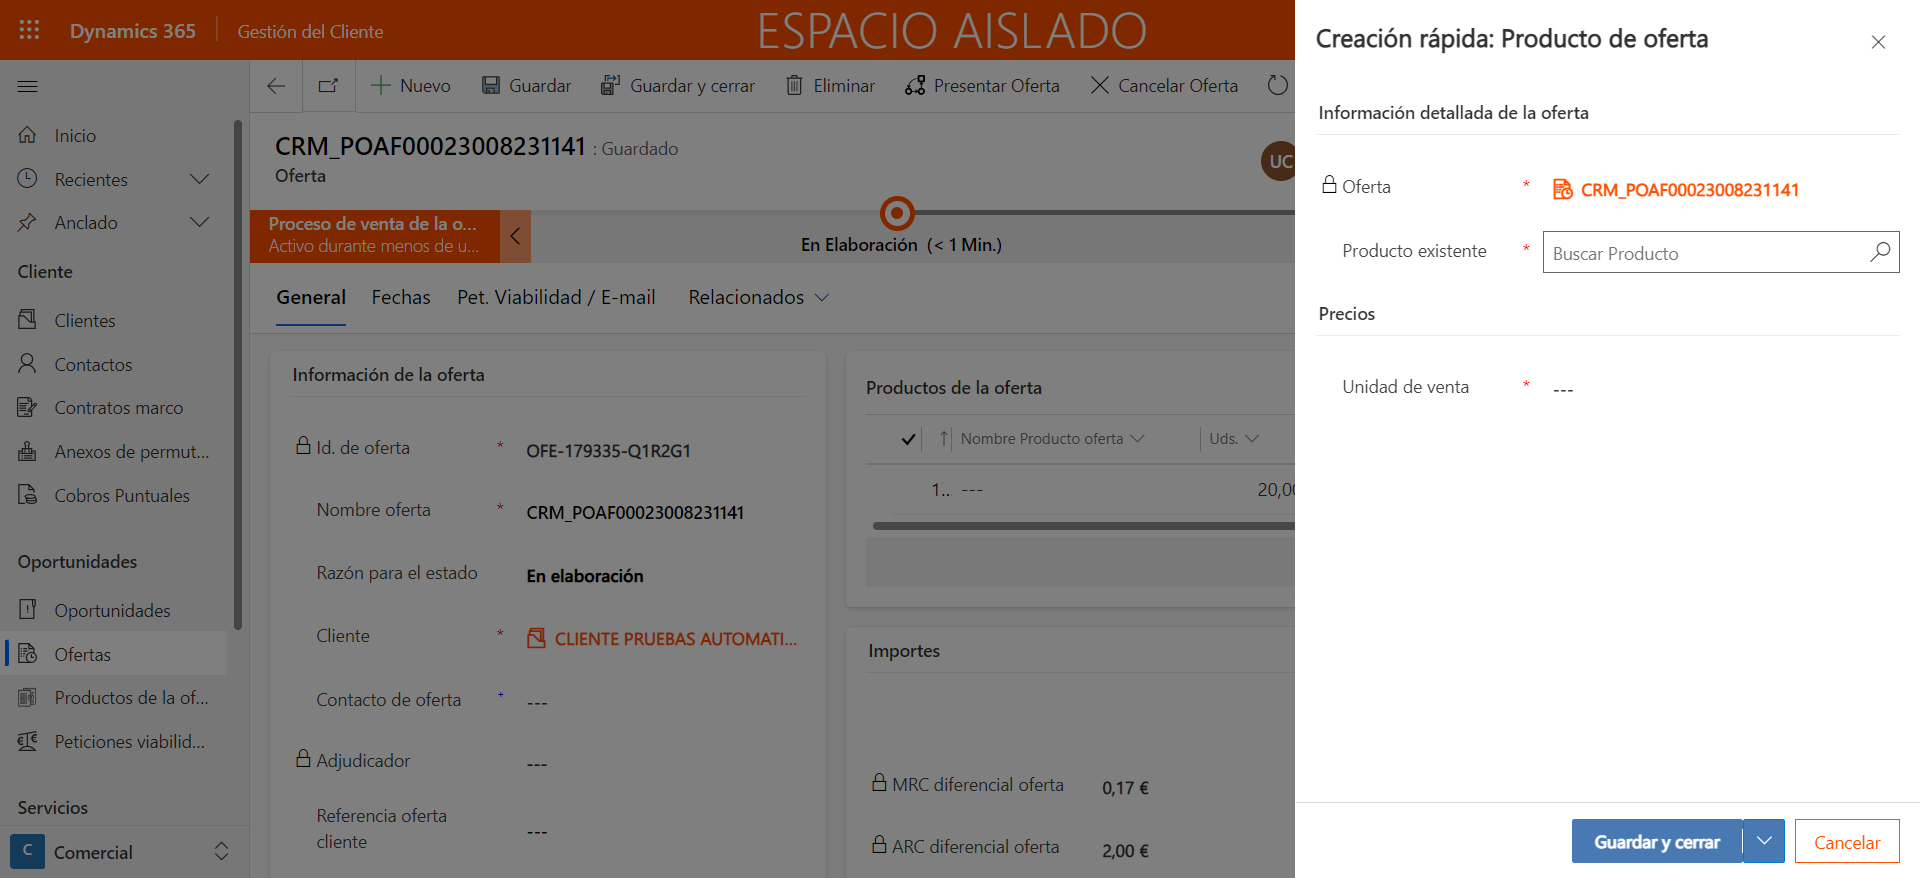 Dynamics 365
Gestión del Cliente
ESPACIO AISLADO
Nuevo
Guardar
Guardar y cerrar
Eliminar
Presentar Oferta
Cancelar Oferta
Inicio
Recientes
Anclado
Cliente
Clientes
Contactos
Contratos marco
Anexos de permut...
Cobros Puntuales
Oportunidades
Oportunidades
Ofertas
Productos de la of...
Peticiones viabilid...
Servicios
C
Comercial
CRM_POAF00023008231141 : Guardado
Oferta
UC
Proceso de venta de la o...
Activo durante menos de u...
En Elaboración (< 1 Min.)
General
Fechas
Pet. Viabilidad / E-mail
Relacionados
Información de la oferta
Id. de oferta * OFE-179335-Q1R2G1
Nombre oferta * CRM_POAF00023008231141
Razón para el estado En elaboración
Cliente * CLIENTE PRUEBAS AUTOMATI...
Contacto de oferta + ---
Adjudicador ---
Referencia oferta
cliente ---
Productos de la oferta
Nombre Producto oferta Uds.
1.. --- 20,00
Importes
MRC diferencial oferta 0,17 €
ARC diferencial oferta 2,00 €
Creación rápida: Producto de oferta
Información detallada de la oferta
Oferta * CRM_POAF00023008231141
Producto existente * Buscar Producto
Precios
Unidad de venta * ---
Guardar y cerrar
Cancelar